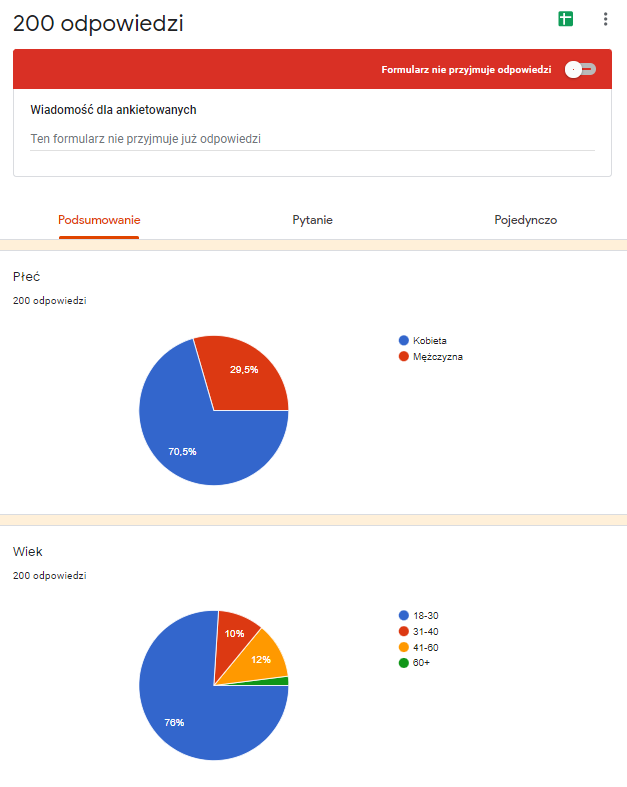 200 odpowiedzi
Formularz nie przyjmuje odpowiedzi
Wiadomość dla ankietowanych
Ten formularz nie przyjmuje już odpowiedzi
Podsumowanie
Pytanie
Pojedynczo
Płeć
200 odpowiedzi
29,5%
70,5%
Kobieta
Mężczyzna
Wiek
200 odpowiedzi
10%
12%
76%
18-30
31-40
41-60
60+